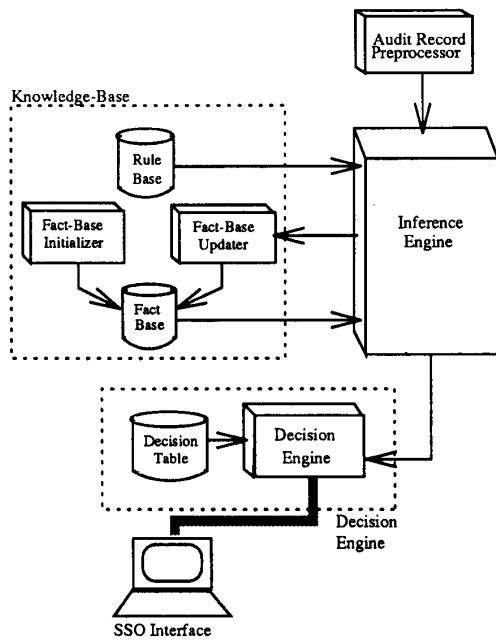 Audit Record
Preprocessor
Knowledge-Base
Rule
Base
Fact-Base
Initializer
Fact-Base
Updater
Inference
Engine
Fact
Base
Decision
Table
Decision
Engine
Decision
Engine
SSO Interface